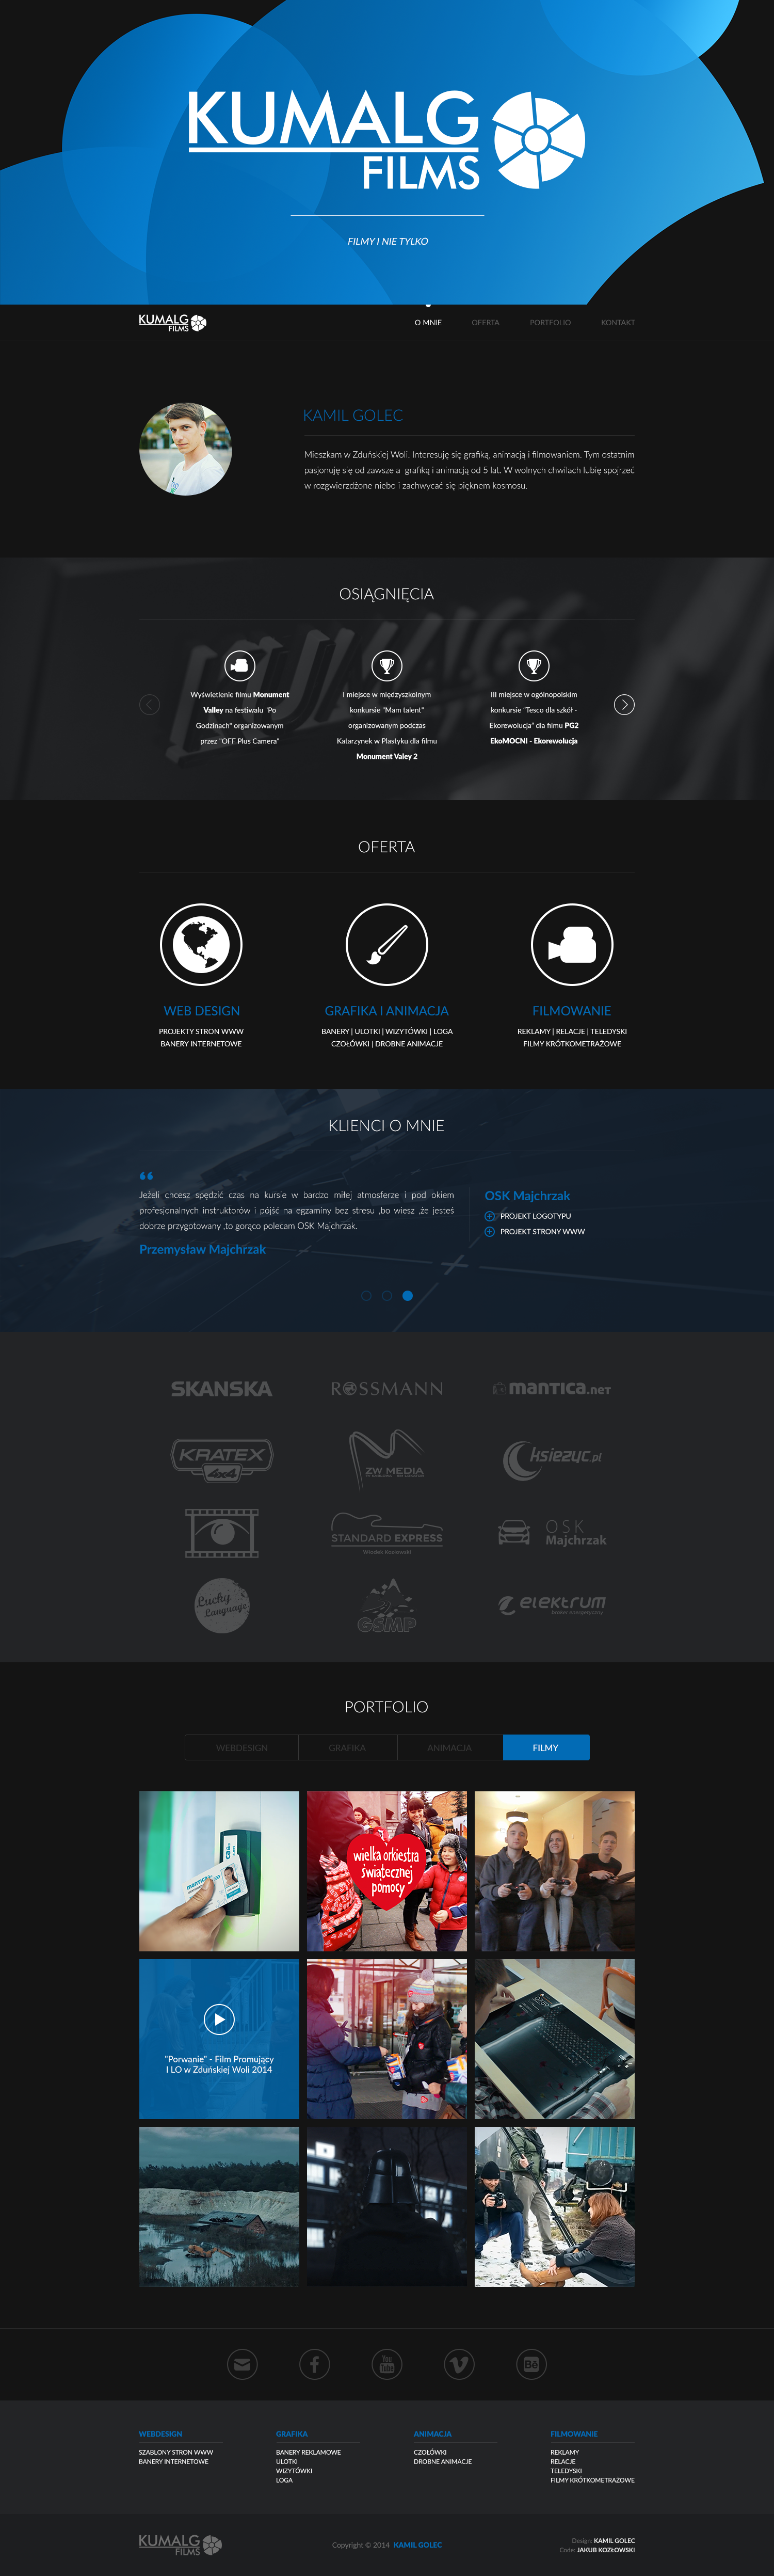 KUMALG
FILMS
FILMY I NIE TYLKO
KUMALG
FILMS
O MNIE
OFERTA
PORTFOLIO
KONTAKT
KAMIL GOLEC
Mieszkam w Zduńskiej Woli. Interesuję się grafiką, animacją i filmowaniem. Tym ostatnim
pasjonuję się od zawsze a grafiką i animacją od 5 lat. W wolnych chwilach lubię spojrzeć
w rozgwierzdżone niebo i zachwycać się pięknem kosmosu.
OSIĄGNIĘCIA
Wyświetlenie filmu Monument
Valley na festiwalu "Po
Godzinach" organizowanym
przez "OFF Plus Camera"
I miejsce w międzyszkolnym
konkursie "Mam talent"
organizowanym podczas
Katarzynek w Plastyku dla filmu
Monument Valey 2
III miejsce w ogólnopolskim
konkursie "Tesco dla szkół -
Ekorewolucja" dla filmu PG2
EkoMOCNI - Ekorewolucja
OFERTA
WEB DESIGN
PROJEKTY STRON WWW
BANERY INTERNETOWE
GRAFIKA I ANIMACJA
BANERY | ULOTKI | WIZYTÓWKI | LOGA
CZOŁÓWKI | DROBNE ANIMACJE
FILMOWANIE
REKLAMY | RELACJE | TELEDYSKI
FILMY KRÓTKOMETRAŻOWE
KLIENCI O MNIE
“
Jeżeli chcesz spędzić czas na kursie w bardzo miłej atmosferze i pod okiem
profesjonalnych instruktorów i pójść na egzaminy bez stresu ,bo wiesz ,że jesteś
dobrze przygotowany ,to gorąco polecam OSK Majchrzak.
Przemysław Majchrzak
OSK Majchrzak
PROJEKT LOGOTYPU
PROJEKT STRONY WWW
SKANSKA
ROSSMANN
mantica.net
KRATEX
4x4
ZW MEDIA
księżyc.pl
STANDARD EXPRESS
OSK
Majchrzak
Lucky
Language
GSMP
elektrum
broker energetyczny
PORTFOLIO
WEBDESIGN
GRAFIKA
ANIMACJA
FILMY
mantica
wielka orkiestra
świątecznej
pomocy
"Porwanie" - Film Promujący
I LO w Zduńskiej Woli 2014
You
Tube
Bē
WEBDESIGN
SZABLONY STRON WWW
BANERY INTERNETOWE
GRAFIKA
BANERY REKLAMOWE
ULOTKI
WIZYTÓWKI
LOGA
ANIMACJA
CZOŁÓWKI
DROBNE ANIMACJE
FILMOWANIE
REKLAMY
RELACJE
TELEDYSKI
FILMY KRÓTKOMETRAŻOWE
KUMALG
FILMS
Copyright © 2014 KAMIL GOLEC
Design: KAMIL GOLEC
Code: JAKUB KOZŁOWSKI